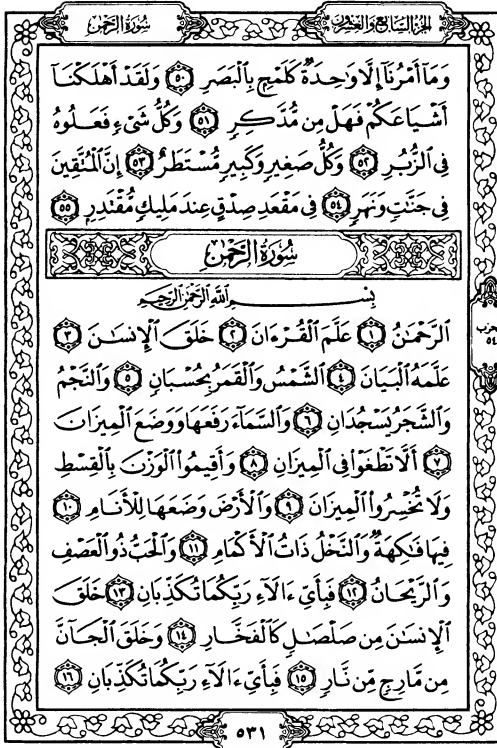 سورة الرحمن
الجزء السابع والعشرون
وَمَآ أَمْرُنَآ إِلَّا وَٰحِدَةٌ كَلَمْحٍۭ بِٱلْبَصَرِ ٥٠ وَلَقَدْ أَهْلَكْنَآ
أَشْيَاعَكُمْ فَهَلْ مِن مُّدَّكِرٍ ٥١ وَكُلُّ شَىْءٍ فَعَلُوهُ
فِى ٱلزُّبُرِ ٥٢ وَكُلُّ صَغِيرٍ وَكَبِيرٍ مُّسْتَطَرٌ ٥٣ إِنَّ ٱلْمُتَّقِينَ
فِى جَنَّٰتٍ وَنَهَرٍ ٥٤ فِى مَقْعَدِ صِدْقٍ عِندَ مَلِيكٍ مُّقْتَدِرٍۭ ٥٥
سُورَةُ الرَّحْمَٰن
بِسْمِ ٱللَّهِ ٱلرَّحْمَٰنِ ٱلرَّحِيمِ
ٱلرَّحْمَٰنُ ١ عَلَّمَ ٱلْقُرْءَانَ ٢ خَلَقَ ٱلْإِنسَٰنَ ٣
عَلَّمَهُ ٱلْبَيَانَ ٤ ٱلشَّمْسُ وَٱلْقَمَرُ بِحُسْبَانٍ ٥ وَٱلنَّجْمُ
وَٱلشَّجَرُ يَسْجُدَانِ ٦ وَٱلسَّمَآءَ رَفَعَهَا وَوَضَعَ ٱلْمِيزَانَ
٧ أَلَّا تَطْغَوْا۟ فِى ٱلْمِيزَانِ ٨ وَأَقِيمُوا۟ ٱلْوَزْنَ بِٱلْقِسْطِ
وَلَا تُخْسِرُوا۟ ٱلْمِيزَانَ ٩ وَٱلْأَرْضَ وَضَعَهَا لِلْأَنَامِ ١٠
فِيهَا فَٰكِهَةٌ وَٱلنَّخْلُ ذَاتُ ٱلْأَكْمَامِ ١١ وَٱلْحَبُّ ذُو ٱلْعَصْفِ
وَٱلرَّيْحَانُ ١٢ فَبِأَىِّ ءَالَآءِ رَبِّكُمَا تُكَذِّبَانِ ١٣ خَلَقَ
ٱلْإِنسَٰنَ مِن صَلْصَٰلٍ كَٱلْفَخَّارِ ١٤ وَخَلَقَ ٱلْجَآنَّ
مِن مَّارِجٍ مِّن نَّارٍ ١٥ فَبِأَىِّ ءَالَآءِ رَبِّكُمَا تُكَذِّبَانِ ١٦
حزب
٥٤
٥٣١